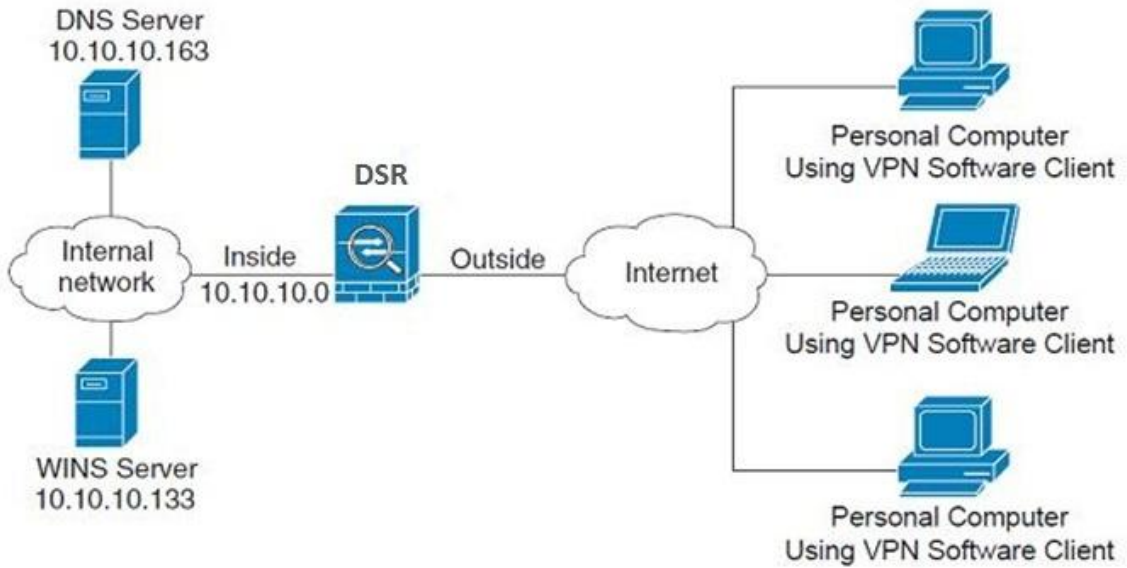 DNS Server
10.10.10.163
DSR
Internal
network
Inside
10.10.10.0
Outside
Internet
WINS Server
10.10.10.133
Personal Computer
Using VPN Software Client
Personal Computer
Using VPN Software Client
Personal Computer
Using VPN Software Client